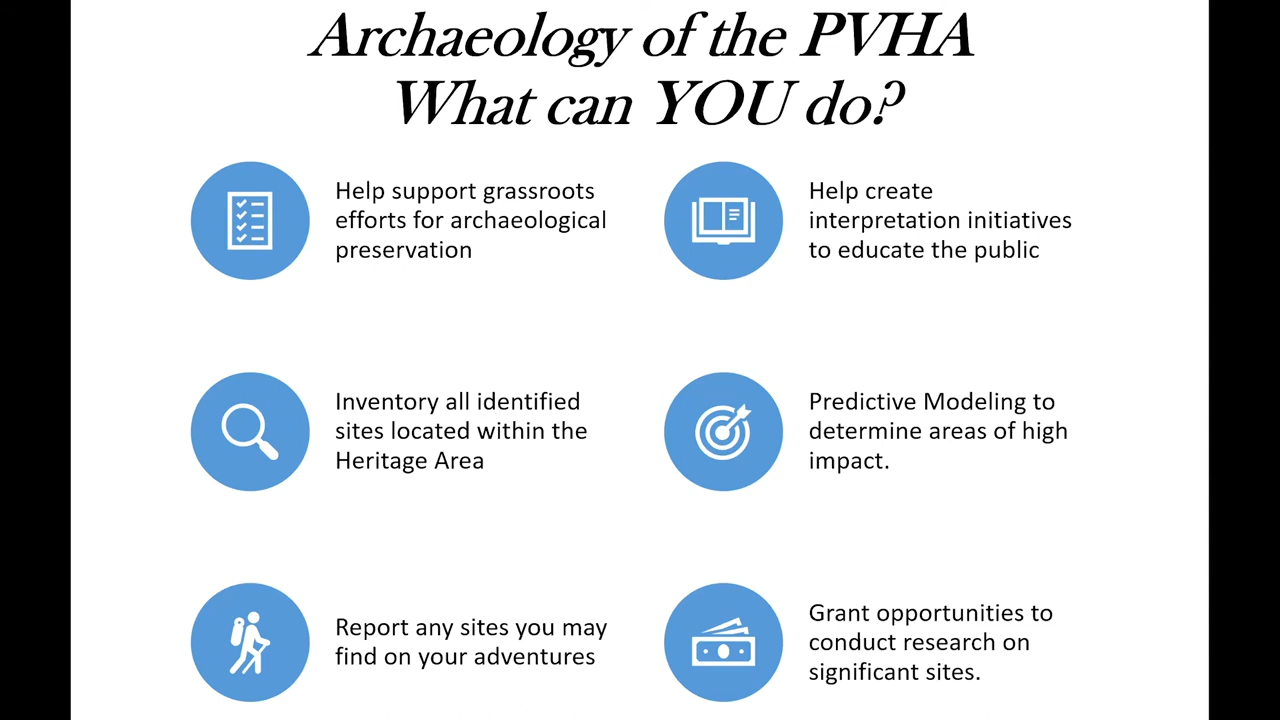 Archaeology of the PVHA
What can YOU do?
Help support grassroots
efforts for archaeological
preservation
Help create
interpretation initiatives
to educate the public
Inventory all identified
sites located within the
Heritage Area
Predictive Modeling to
determine areas of high
impact.
Report any sites you may
find on your adventures
Grant opportunities to
conduct research on
significant sites.